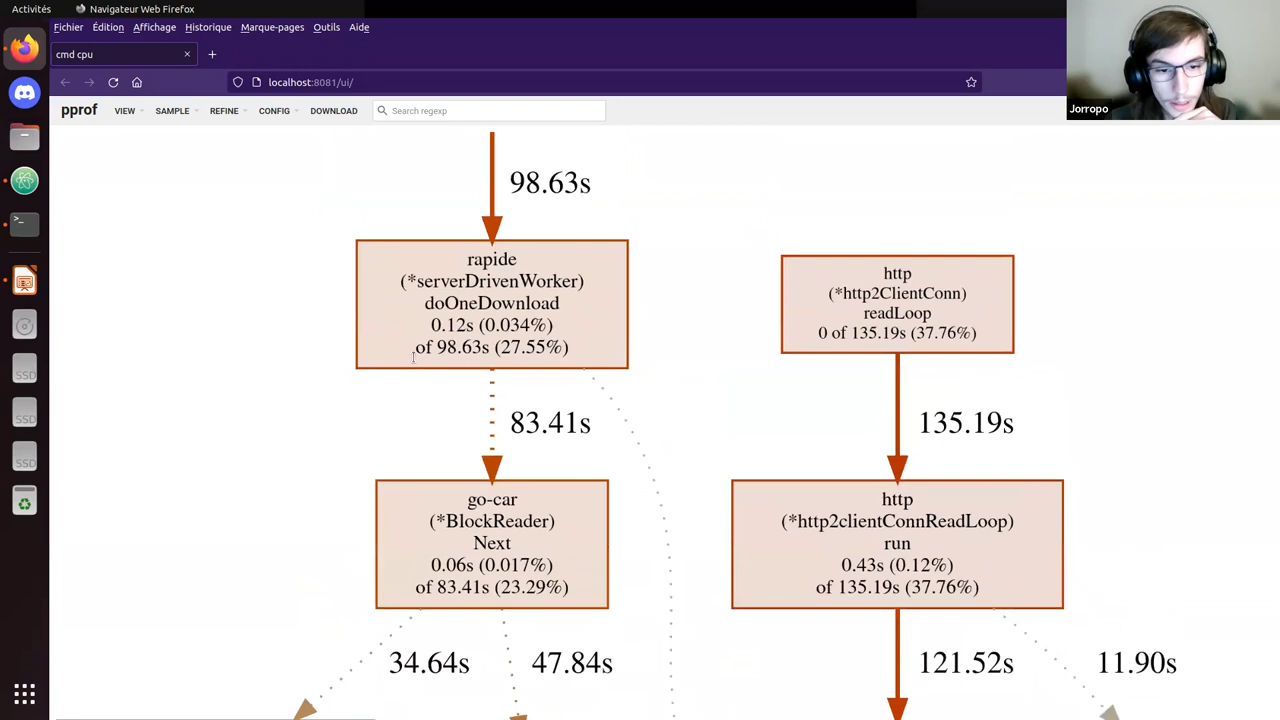 Activités
Navigateur Web Firefox
Fichier Édition Affichage Historique Marque-pages Outils Aide
cmd cpu
localhost:8081/ui/
Jorropo
pprof VIEW SAMPLE REFINE CONFIG DOWNLOAD Search regexp
98.63s
rapide
(*serverDrivenWorker)
doOneDownload
0.12s (0.034%)
of 98.63s (27.55%)
http
(*http2ClientConn)
readLoop
0 of 135.19s (37.76%)
83.41s
135.19s
go-car
(*BlockReader)
Next
0.06s (0.017%)
of 83.41s (23.29%)
http
(*http2clientConnReadLoop)
run
0.43s (0.12%)
of 135.19s (37.76%)
34.64s
47.84s
121.52s
11.90s
SSD
SSD
SSD